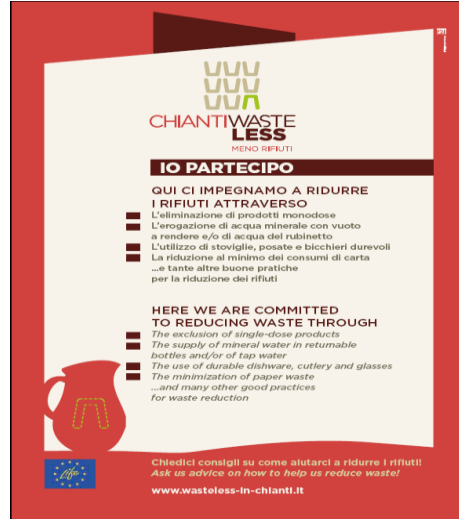 CHIANTIWASTE
LESS
MENO RIFIUTI
IO PARTECIPO
QUI CI IMPEGNAMO A RIDURRE
I RIFIUTI ATTRAVERSO
L'eliminazione di prodotti monodose
L'erogazione di acqua minerale con vuoto
a rendere e/o di acqua del rubinetto
L'utilizzo di stoviglie, posate e bicchieri durevoli
La riduzione al minimo dei consumi di carta
...e tante altre buone pratiche
per la riduzione dei rifiuti
HERE WE ARE COMMITTED
TO REDUCING WASTE THROUGH
The exclusion of single-dose products
The supply of mineral water in returnable
bottles and/or of tap water
The use of durable dishware, cutlery and glasses
The minimization of paper waste
...and many other good practices
for waste reduction
Life
Chiedici consigli su come aiutarci a ridurre i rifiuti!
Ask us advice on how to help us reduce waste!
www.wasteless-in-chianti.it